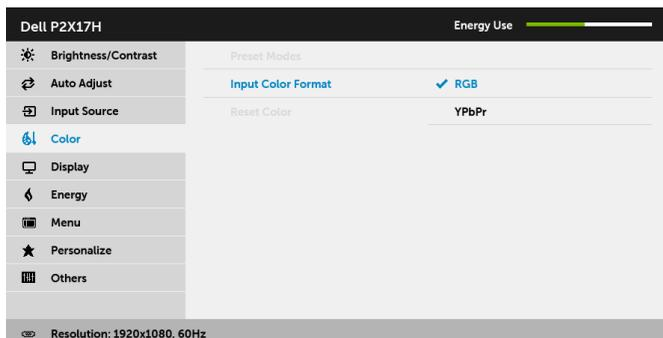 Dell P2X17H Energy Use
Brightness/Contrast Preset Modes
Auto Adjust Input Color Format RGB
Input Source Reset Color YPbPr
Color
Display
Energy
Menu
Personalize
Others
Resolution: 1920x1080, 60Hz